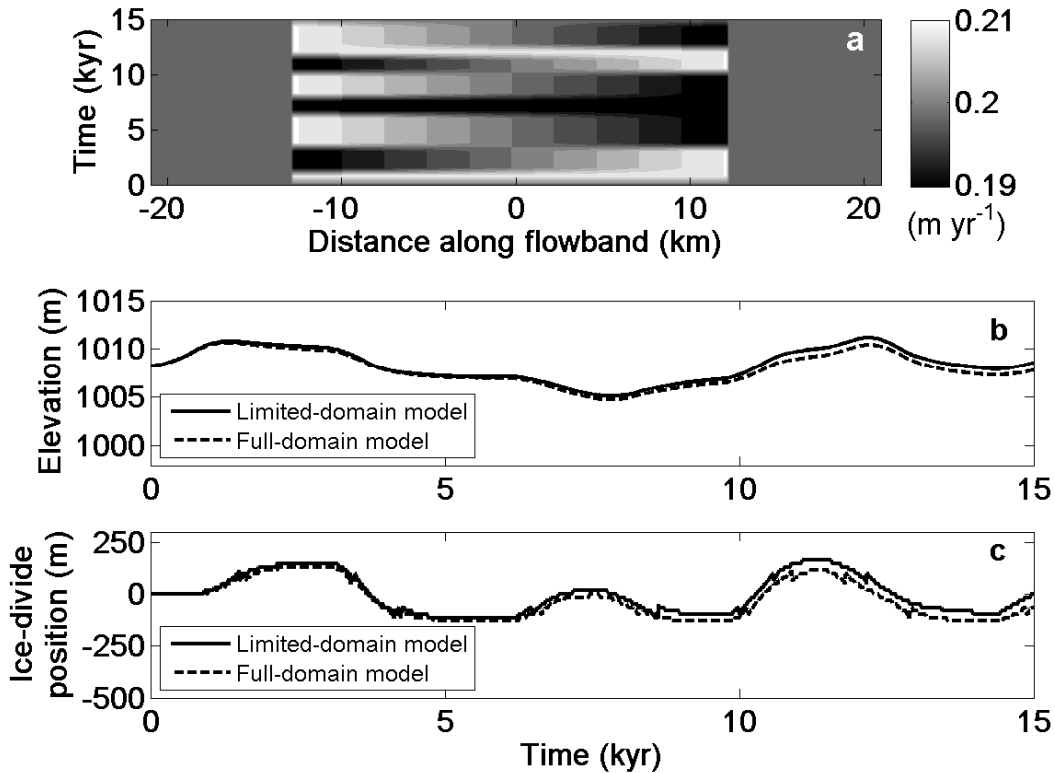 a
15
10
5
0
Time (kyr)
-20
-10
0
10
20
Distance along flowband (km)
0.21
0.2
0.19
(m yr-1)
b
1015
1010
1005
1000
Elevation (m)
Limited-domain model
Full-domain model
0
5
10
15
c
250
0
-250
-500
Ice-divide
position (m)
Limited-domain model
Full-domain model
0
5
10
15
Time (kyr)